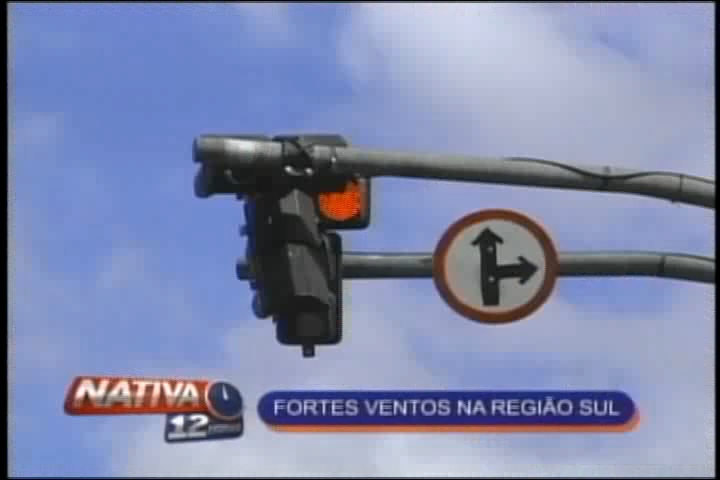 NATIVA
12
FORTES VENTOS NA REGIÃO SUL